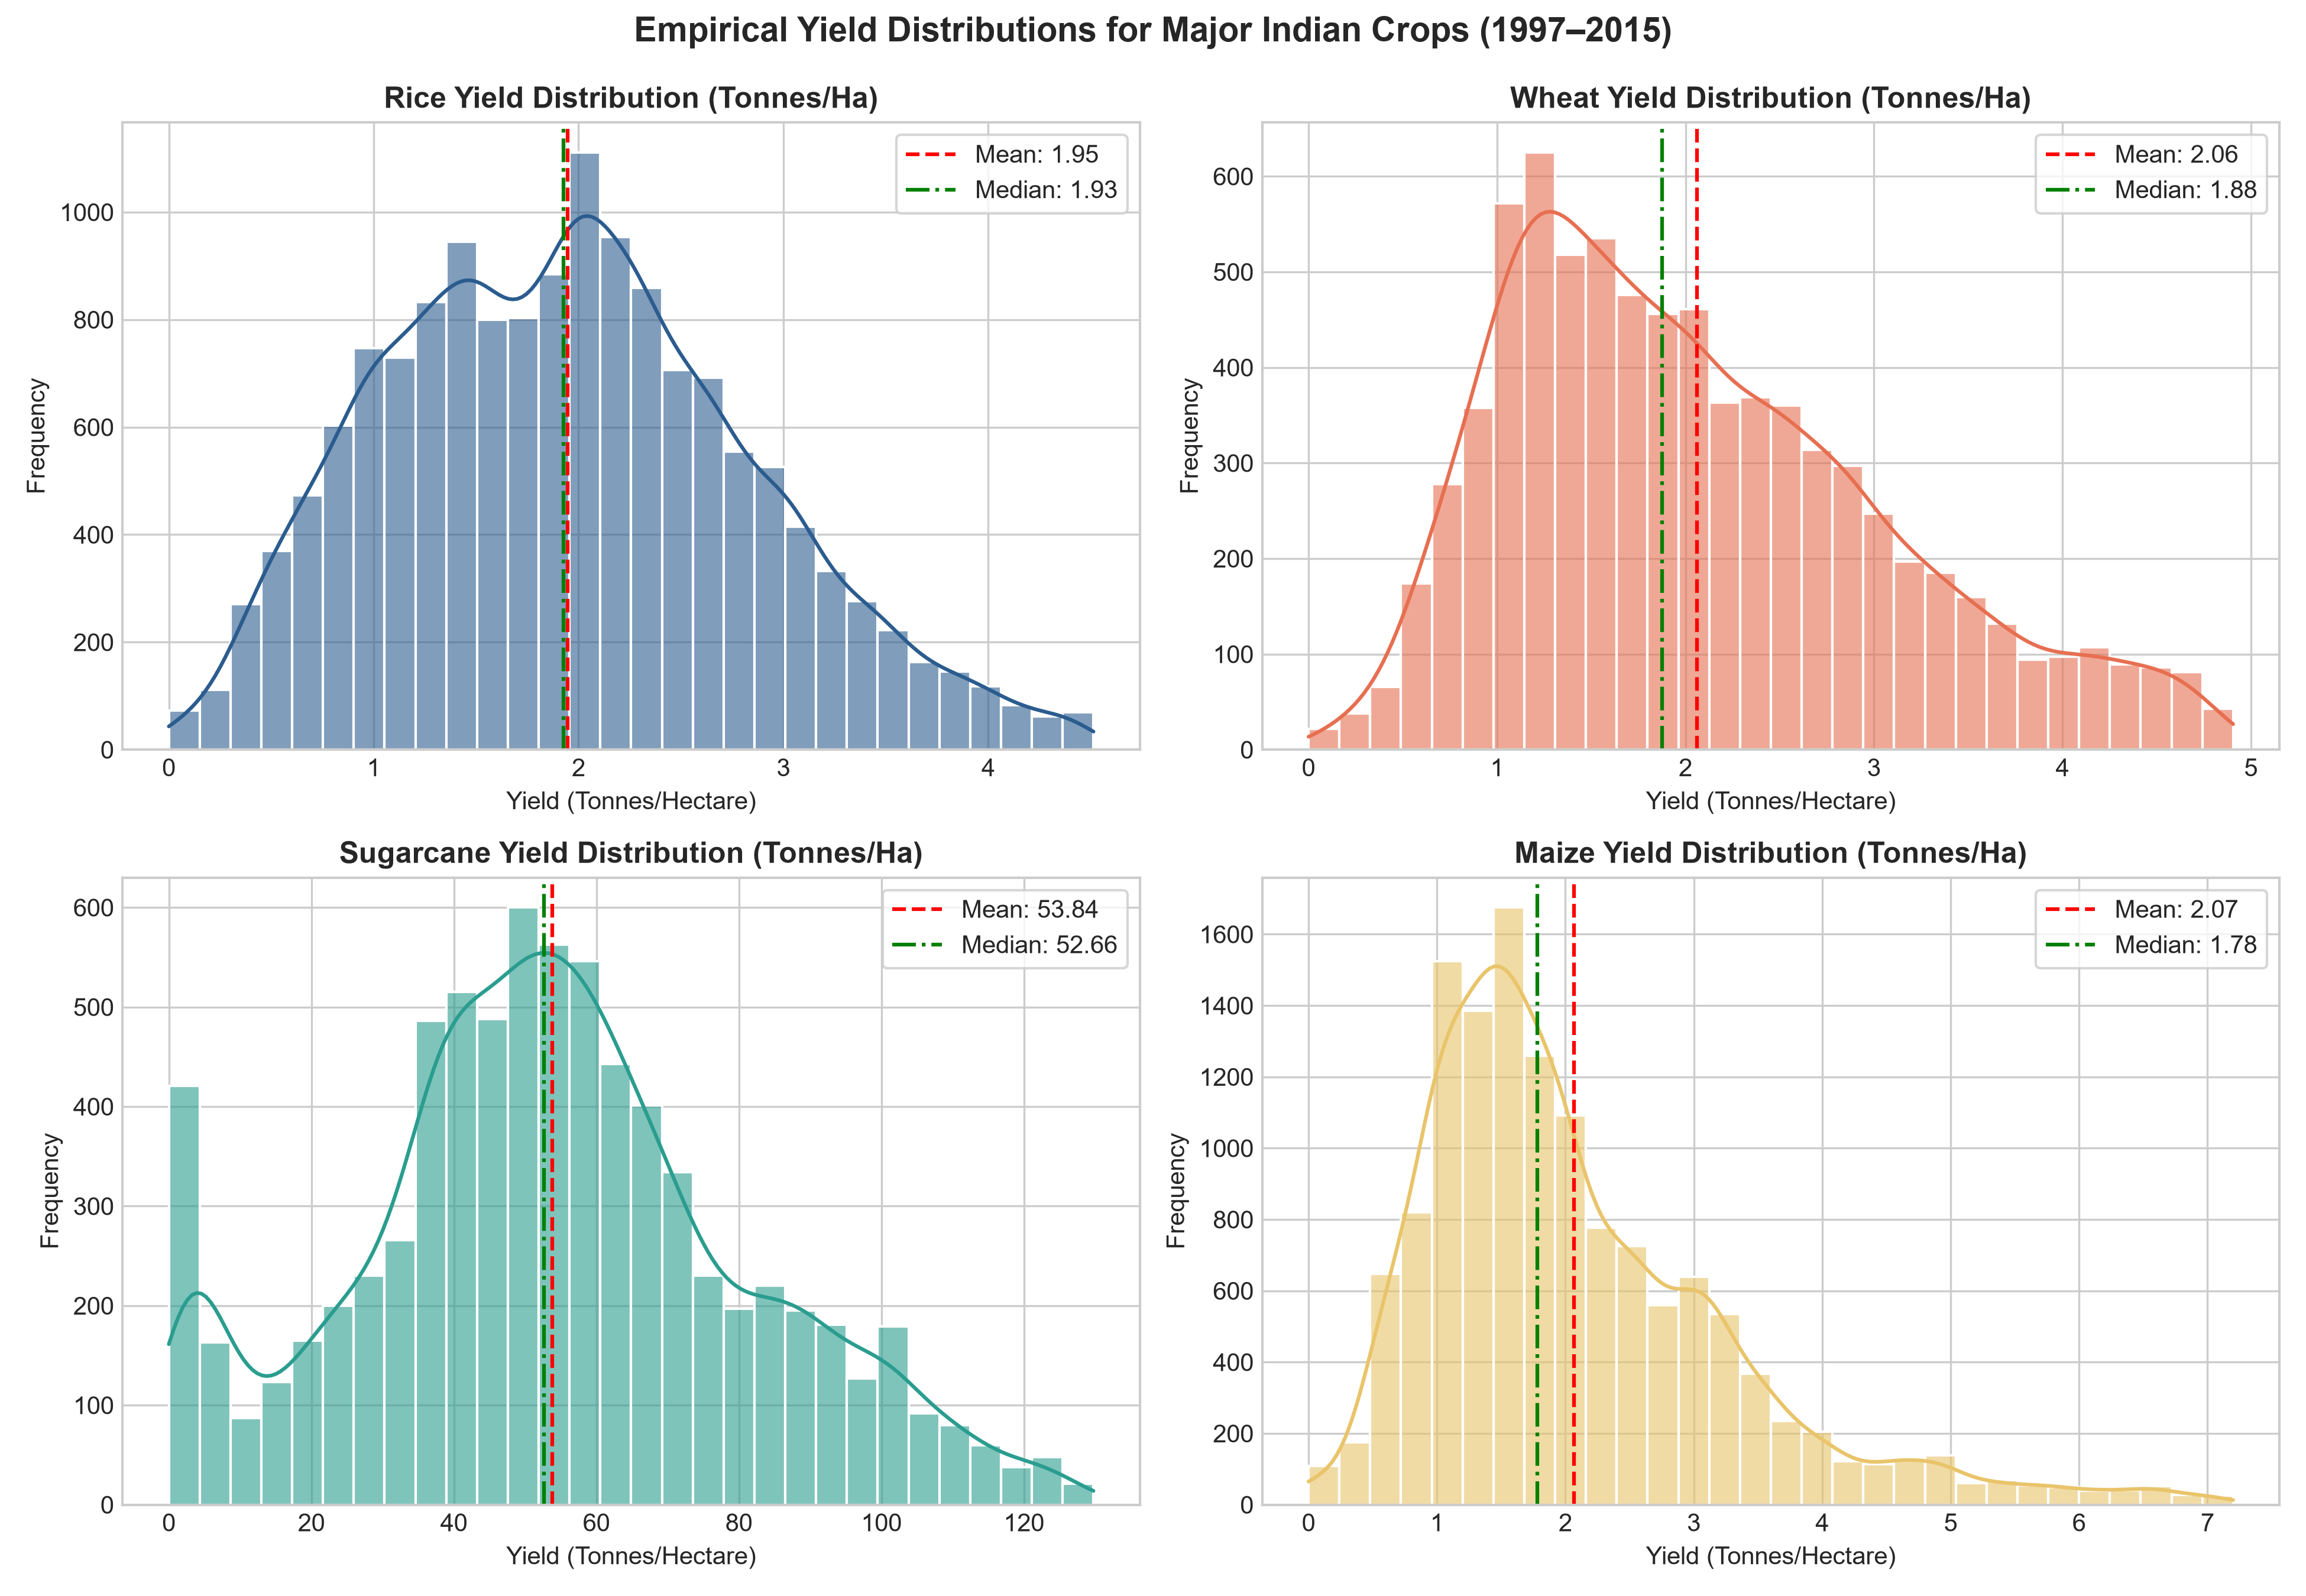 Empirical Yield Distributions for Major Indian Crops (1997–2015)
Rice Yield Distribution (Tonnes/Ha)
Mean: 1.95
Median: 1.93
Frequency
1000
800
600
400
200
0
0 1 2 3 4
Yield (Tonnes/Hectare)
Wheat Yield Distribution (Tonnes/Ha)
Mean: 2.06
Median: 1.88
Frequency
600
500
400
300
200
100
0
0 1 2 3 4 5
Yield (Tonnes/Hectare)
Sugarcane Yield Distribution (Tonnes/Ha)
Mean: 53.84
Median: 52.66
Frequency
600
500
400
300
200
100
0
0 20 40 60 80 100 120
Yield (Tonnes/Hectare)
Maize Yield Distribution (Tonnes/Ha)
Mean: 2.07
Median: 1.78
Frequency
1600
1400
1200
1000
800
600
400
200
0
0 1 2 3 4 5 6 7
Yield (Tonnes/Hectare)